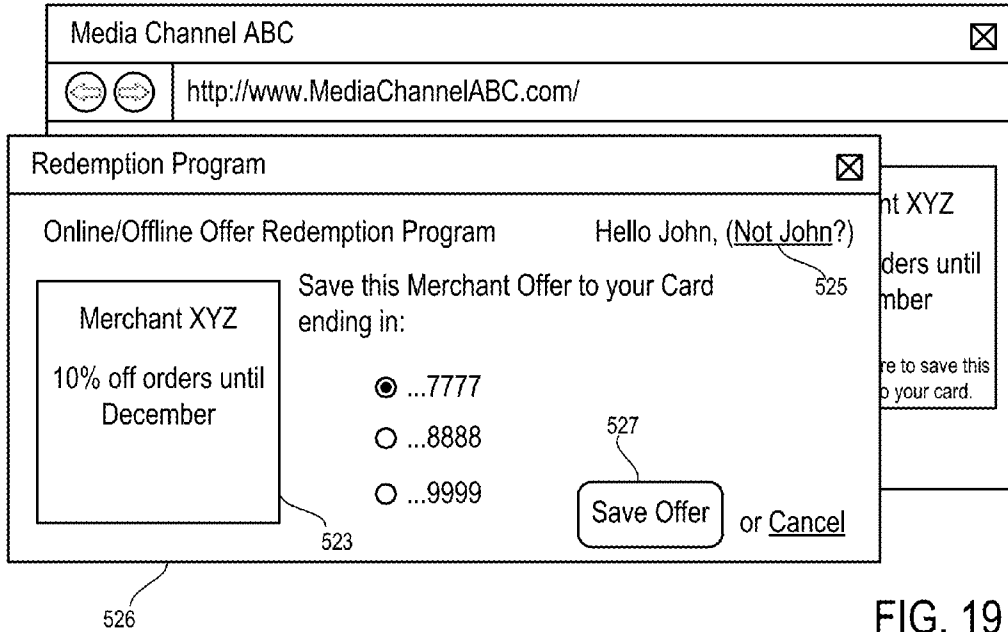 Media Channel ABC
http://www.MediaChannelABC.com/
Redemption Program
Online/Offline Offer Redemption Program
Hello John, (Not John?)
525
Merchant XYZ
10% off orders until
December
523
Save this Merchant Offer to your Card
ending in:
...7777
...8888
...9999
527
Save Offer
or Cancel
526
nt XYZ
ders until
mber
re to save this
o your card.
FIG. 19